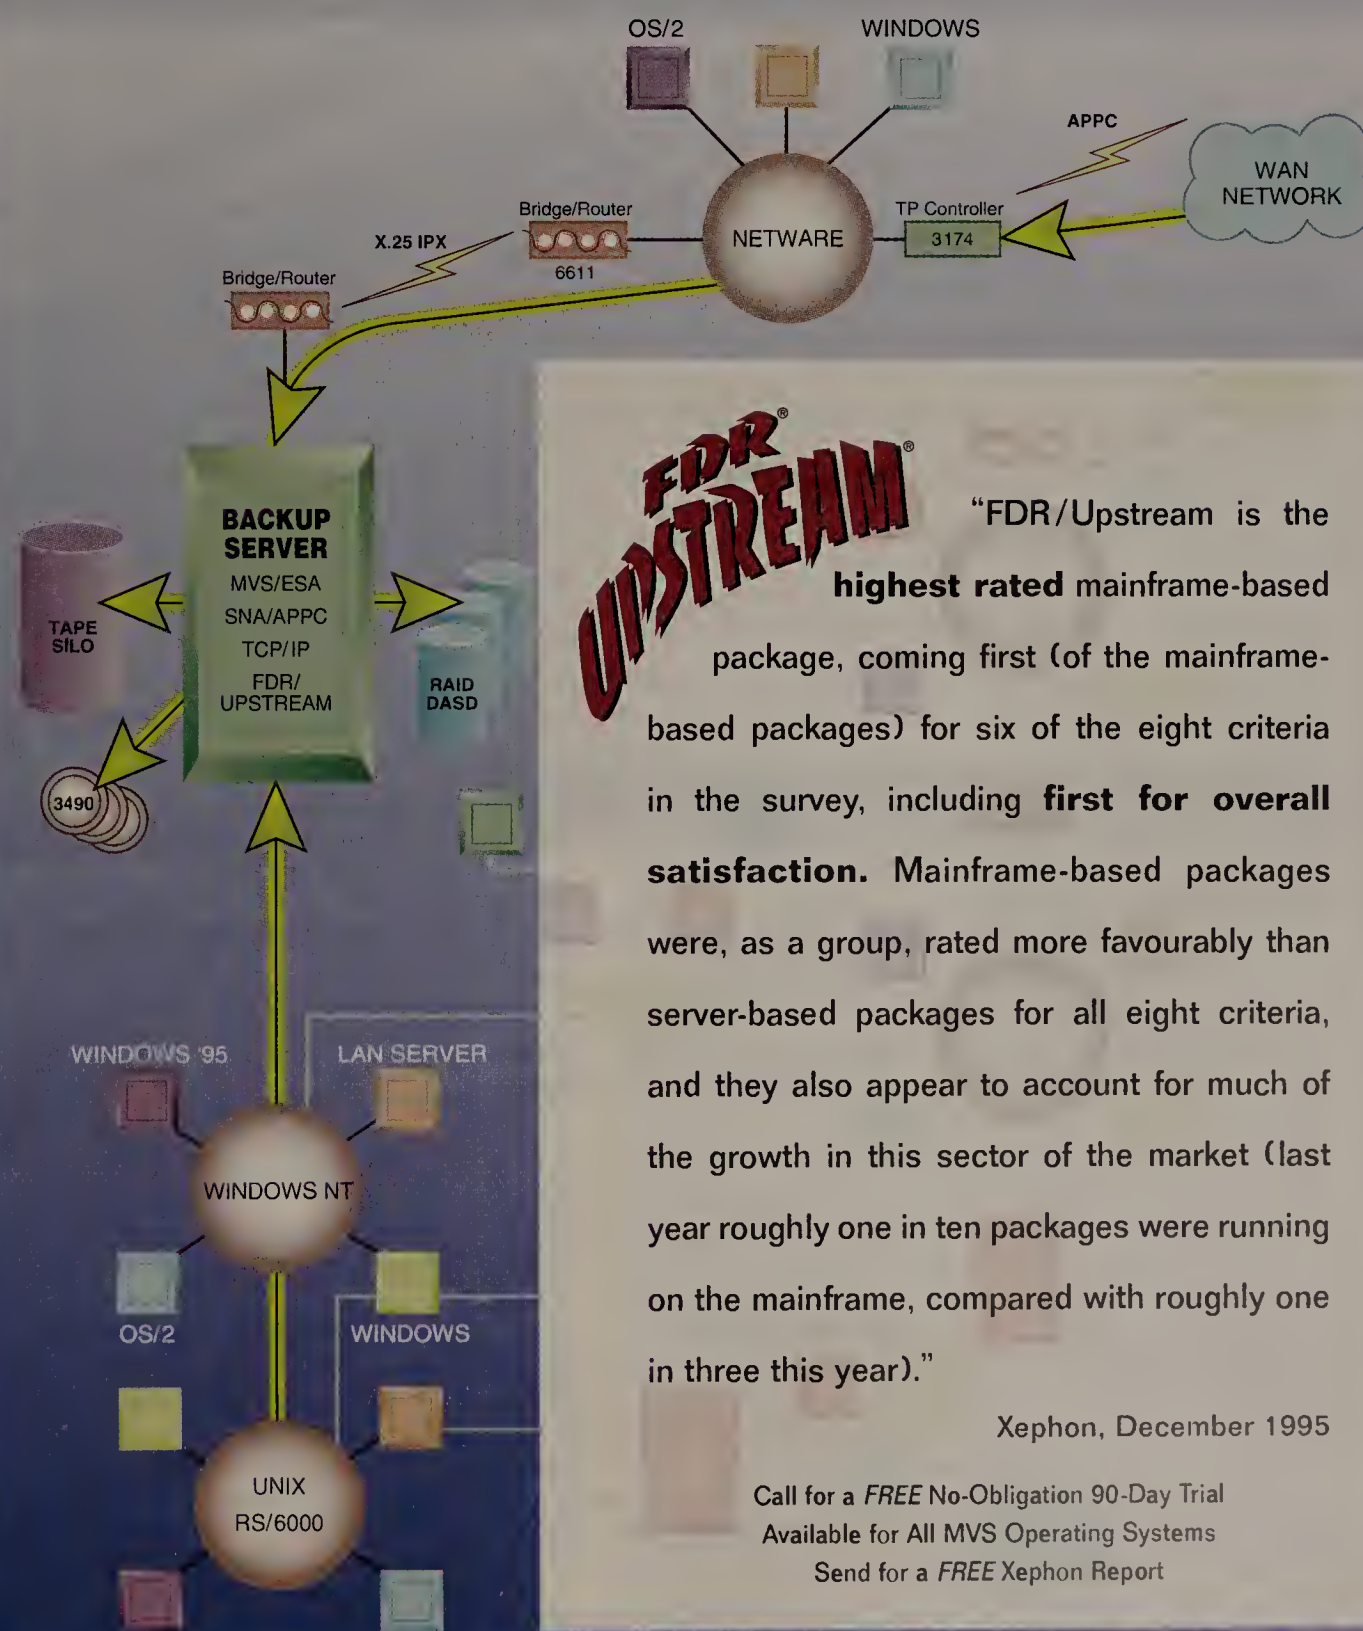 OS/2
WINDOWS
APPC
WAN
NETWORK
Bridge/Router
TP Controller
X.25 IPX
NETWARE
3174
6611
Bridge/Router
FDR®
UPSTREAM®
BACKUP
SERVER
MVS/ESA
SNA/APPC
TCP/IP
FDR/
UPSTREAM
TAPE
SILO
RAID
DASD
3490
“FDR/Upstream is the
highest rated mainframe-based
package, coming first (of the mainframe-
based packages) for six of the eight criteria
in the survey, including first for overall
satisfaction. Mainframe-based packages
were, as a group, rated more favourably than
server-based packages for all eight criteria,
and they also appear to account for much of
the growth in this sector of the market (last
year roughly one in ten packages were running
on the mainframe, compared with roughly one
in three this year).”
Xephon, December 1995
Call for a FREE No-Obligation 90-Day Trial
Available for All MVS Operating Systems
Send for a FREE Xephon Report
WINDOWS '95
LAN SERVER
WINDOWS NT
OS/2
WINDOWS
UNIX
RS/6000